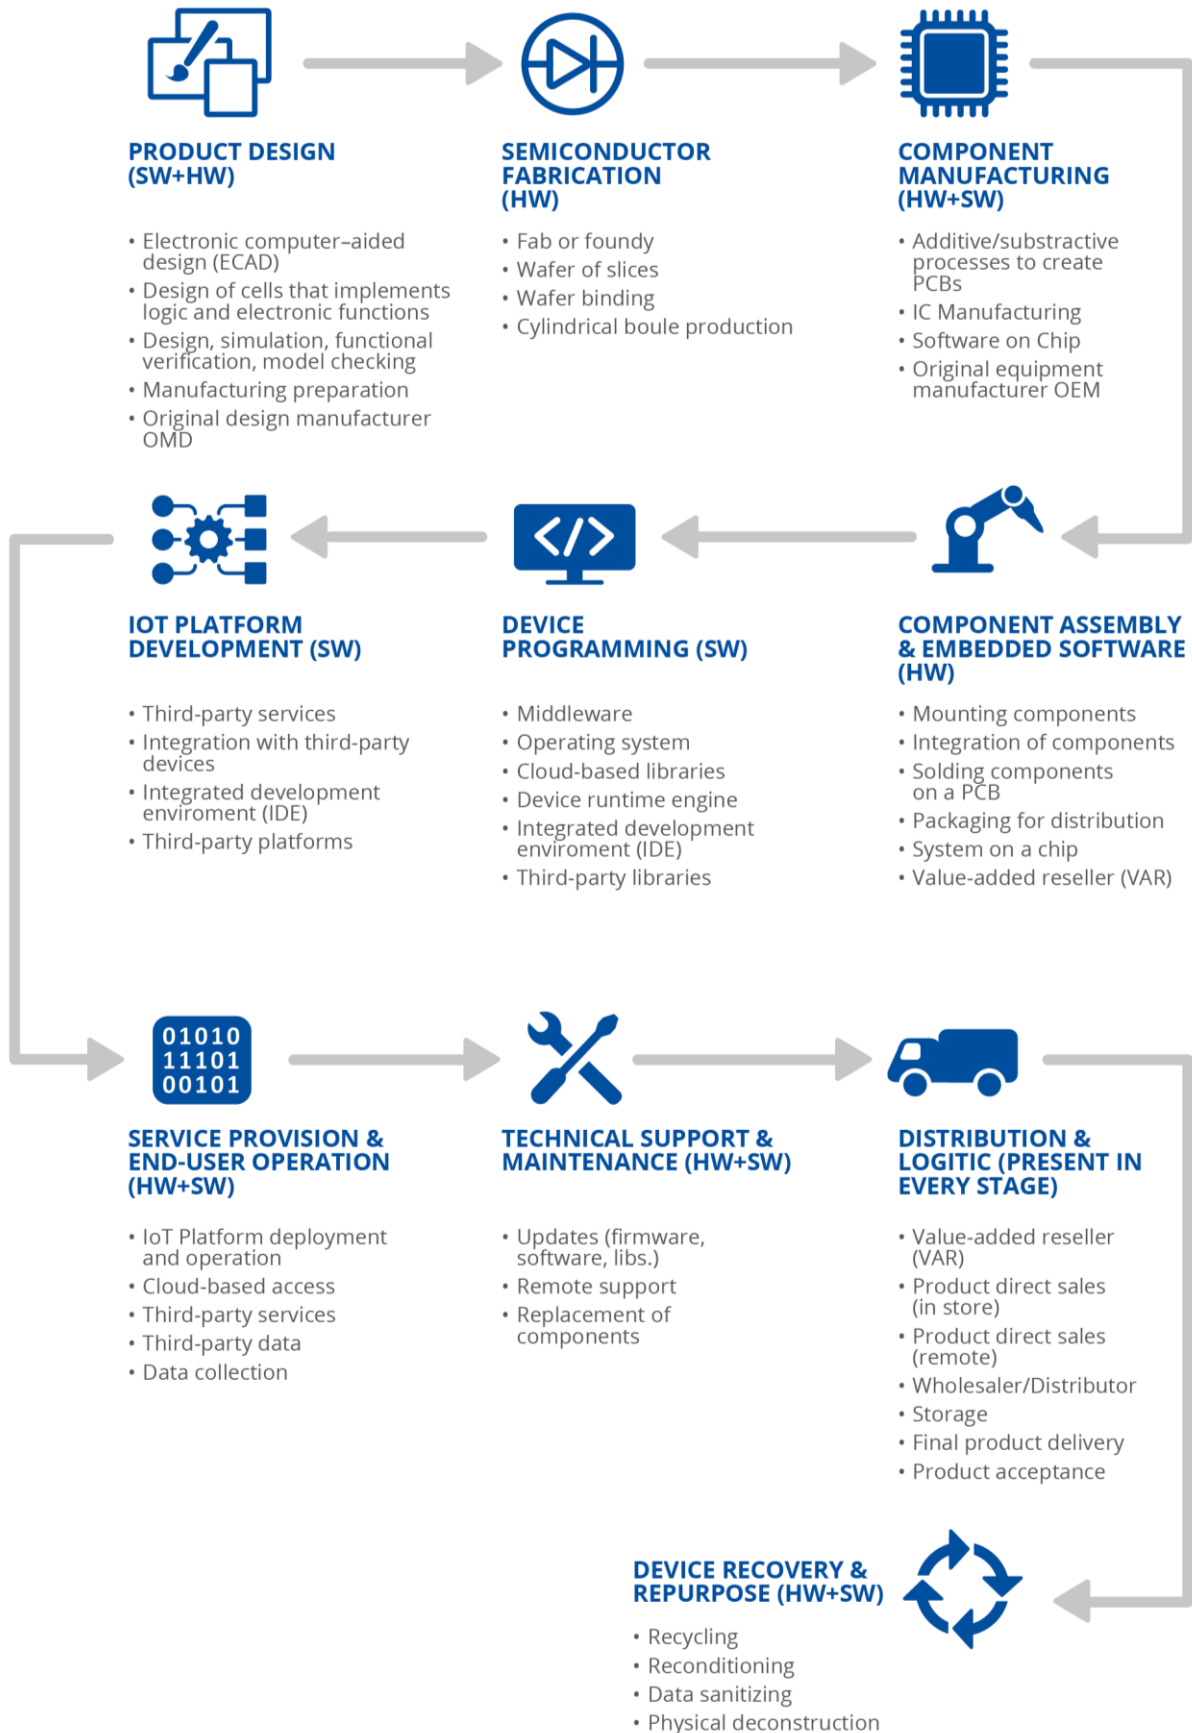 PRODUCT DESIGN
(SW+HW)
• Electronic computer–aided
design (ECAD)
• Design of cells that implements
logic and electronic functions
• Design, simulation, functional
verification, model checking
• Manufacturing preparation
• Original design manufacturer
OMD
SEMICONDUCTOR
FABRICATION
(HW)
• Fab or foundy
• Wafer of slices
• Wafer binding
• Cylindrical boule production
COMPONENT
MANUFACTURING
(HW+SW)
• Additive/substractive
processes to create
PCBs
• IC Manufacturing
• Software on Chip
• Original equipment
manufacturer OEM
IOT PLATFORM
DEVELOPMENT (SW)
• Third-party services
• Integration with third-party
devices
• Integrated development
enviroment (IDE)
• Third-party platforms
</>
DEVICE
PROGRAMMING (SW)
• Middleware
• Operating system
• Cloud-based libraries
• Device runtime engine
• Integrated development
enviroment (IDE)
• Third-party libraries
COMPONENT ASSEMBLY
& EMBEDDED SOFTWARE
(HW)
• Mounting components
• Integration of components
• Solding components
on a PCB
• Packaging for distribution
• System on a chip
• Value-added reseller (VAR)
01010
11101
00101
SERVICE PROVISION &
END-USER OPERATION
(HW+SW)
• IoT Platform deployment
and operation
• Cloud-based access
• Third-party services
• Third-party data
• Data collection
TECHNICAL SUPPORT &
MAINTENANCE (HW+SW)
• Updates (firmware,
software, libs.)
• Remote support
• Replacement of
components
DISTRIBUTION &
LOGITIC (PRESENT IN
EVERY STAGE)
• Value-added reseller
(VAR)
• Product direct sales
(in store)
• Product direct sales
(remote)
• Wholesaler/Distributor
• Storage
• Final product delivery
• Product acceptance
DEVICE RECOVERY &
REPURPOSE (HW+SW)
• Recycling
• Reconditioning
• Data sanitizing
• Physical deconstruction